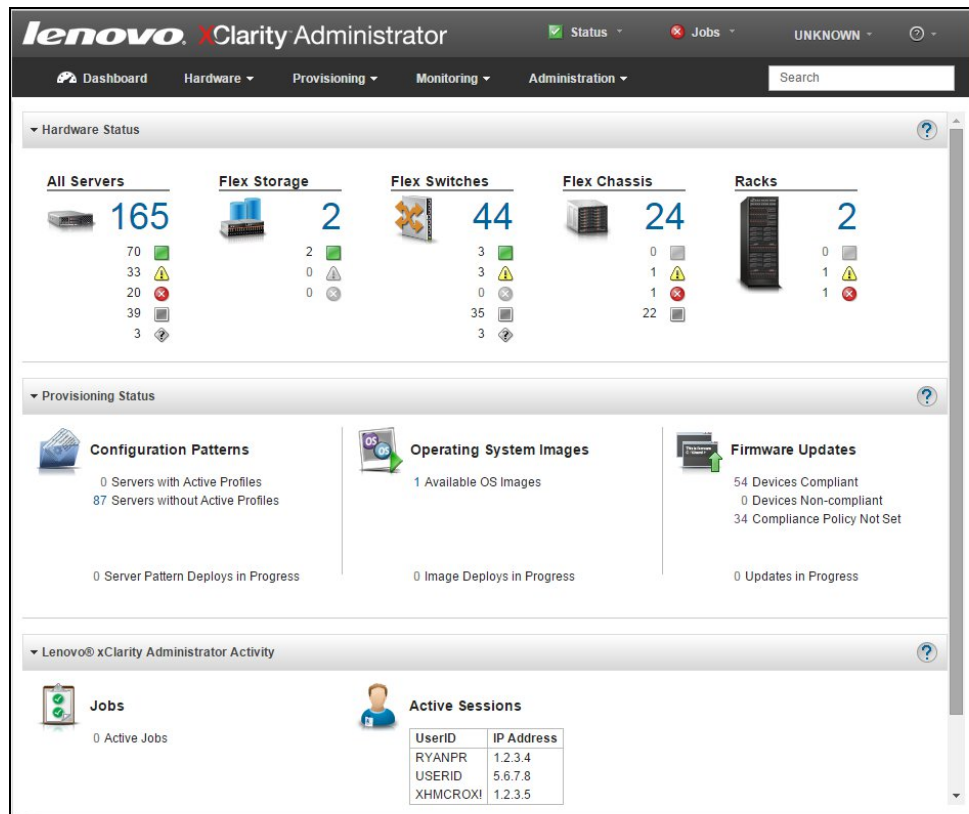 lenovo. XClarity Administrator Status Jobs UNKNOWN ?
Dashboard Hardware Provisioning Monitoring Administration Search
Hardware Status ?
All Servers Flex Storage Flex Switches Flex Chassis Racks
165 2 44 24 2
70 2 3 0 0
33 0 3 1 1
20 0 0 1 1
39 35 22
3 ? 3 ?
Provisioning Status ?
Configuration Patterns
0 Servers with Active Profiles
87 Servers without Active Profiles
0 Server Pattern Deploys in Progress
OS OS
Operating System Images
1 Available OS Images
0 Image Deploys in Progress
Firmware Updates
54 Devices Compliant
0 Devices Non-compliant
34 Compliance Policy Not Set
0 Updates in Progress
Lenovo® xClarity Administrator Activity ?
Jobs
0 Active Jobs
Active Sessions
UserID IP Address
RYANPR 1.2.3.4
USERID 5.6.7.8
XHMCROX! 1.2.3.5